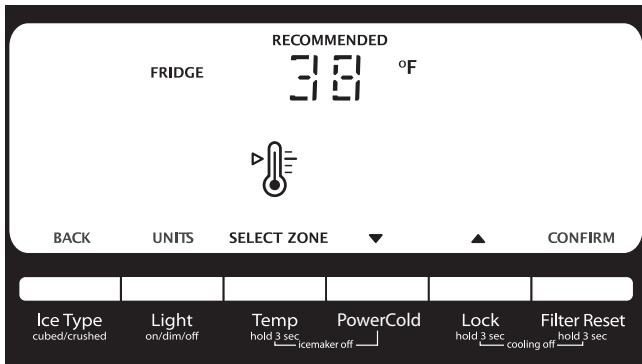 RECOMMENDED
FRIDGE 38 °F
BACK UNITS SELECT ZONE ▼ ▲ CONFIRM
Ice Type Light Temp PowerCold Lock Filter Reset
cubed/crushed on/dim/off hold 3 sec hold 3 sec hold 3 sec
icemaker off cooling off